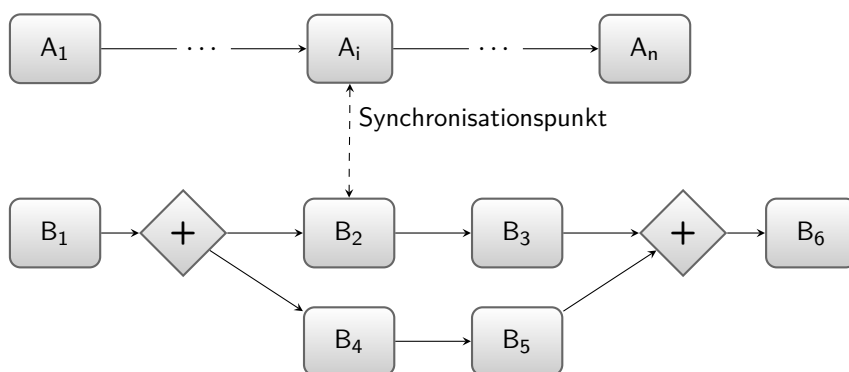 A₁ ... Aᵢ ... Aₙ
Synchronisationspunkt
B₁ + B₂ B₃ + B₆
B₄ B₅